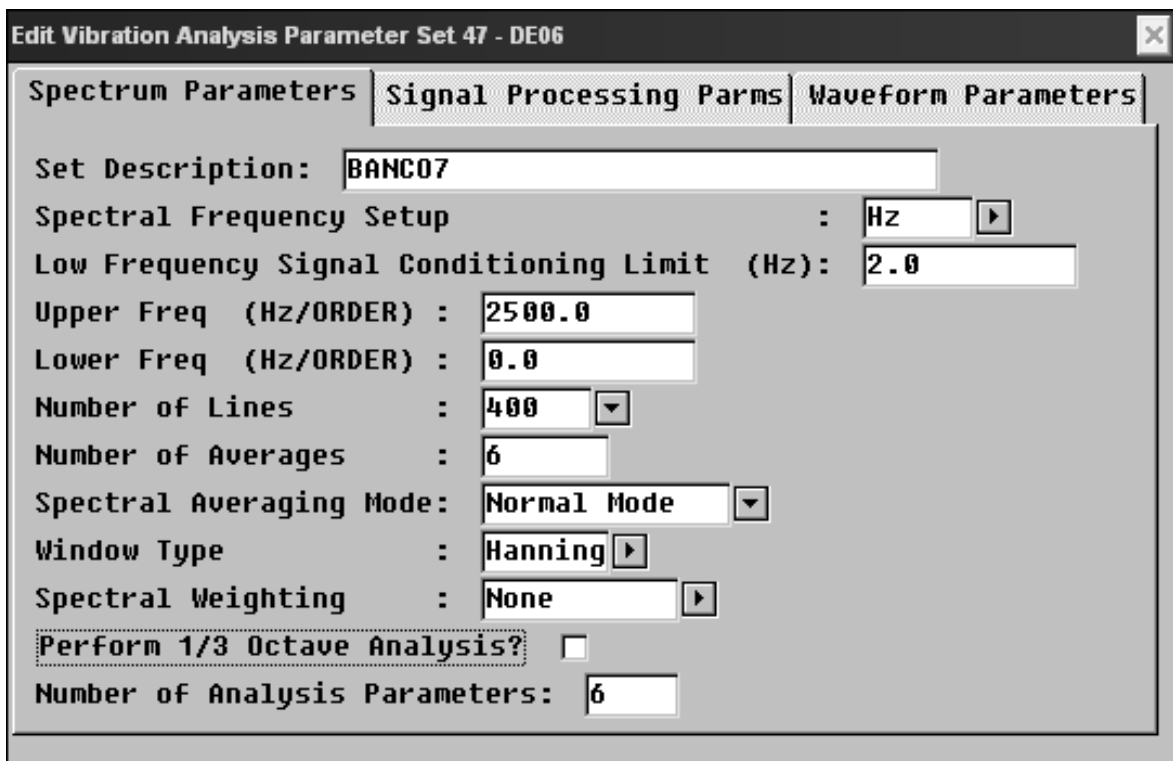 Edit Vibration Analysis Parameter Set 47 - DE06
Spectrum Parameters Signal Processing Parms Waveform Parameters
Set Description: BANCO7
Spectral Frequency Setup : Hz
Low Frequency Signal Conditioning Limit (Hz): 2.0
Upper Freq (Hz/ORDER) : 2500.0
Lower Freq (Hz/ORDER) : 0.0
Number of Lines : 400
Number of Averages : 6
Spectral Averaging Mode: Normal Mode
Window Type : Hanning
Spectral Weighting : None
Perform 1/3 Octave Analysis?
Number of Analysis Parameters: 6